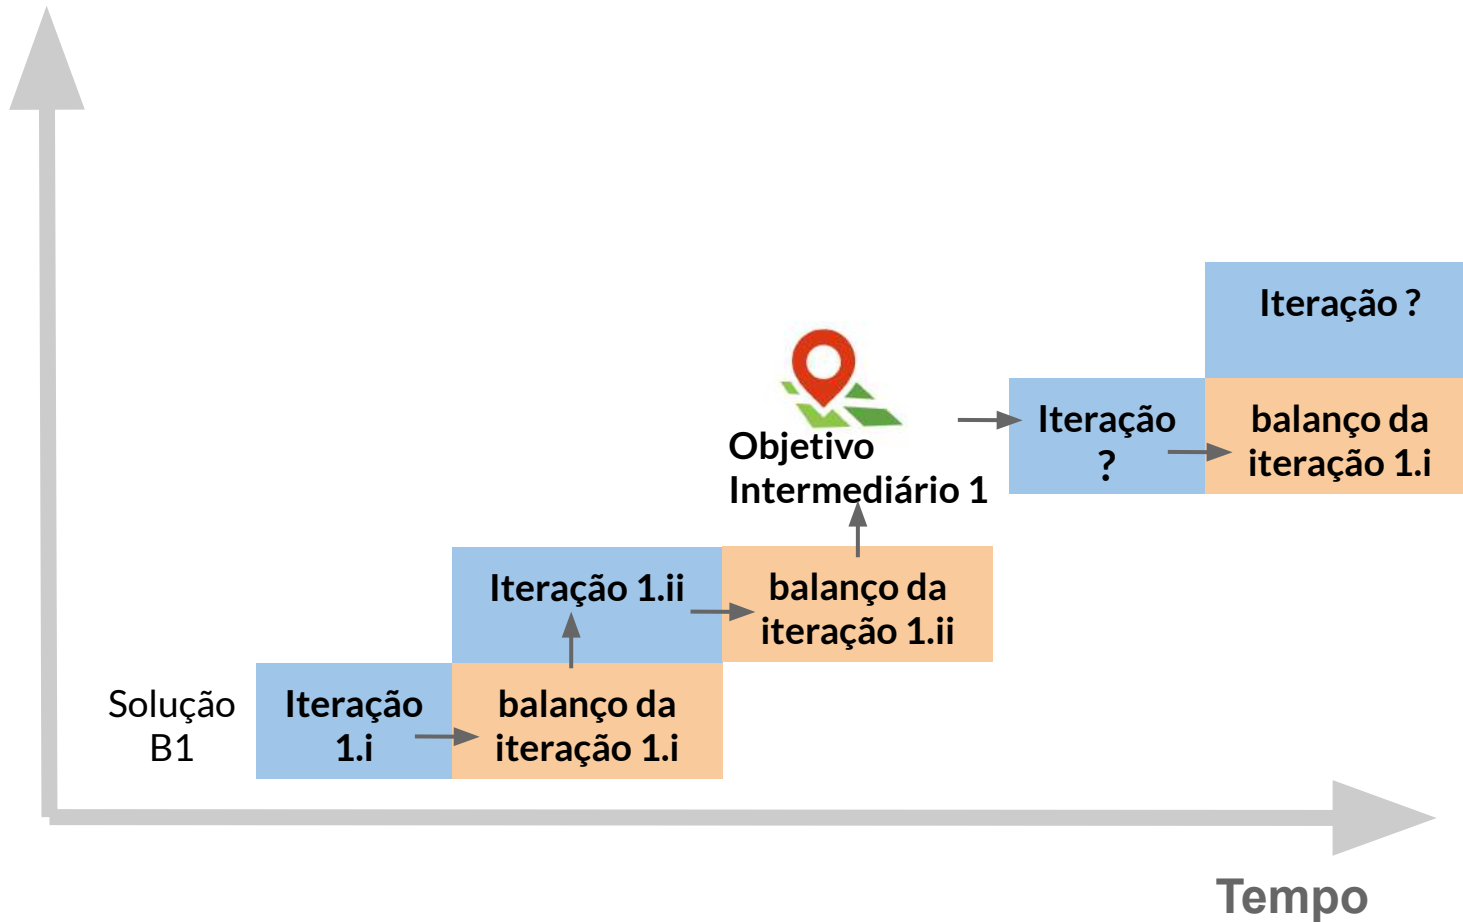 Iteração ?
Iteração
?
balanço da
iteração 1.i
Objetivo
Intermediário 1
Iteração 1.ii
balanço da
iteração 1.ii
Solução
B1
Iteração
1.i
balanço da
iteração 1.i
Tempo